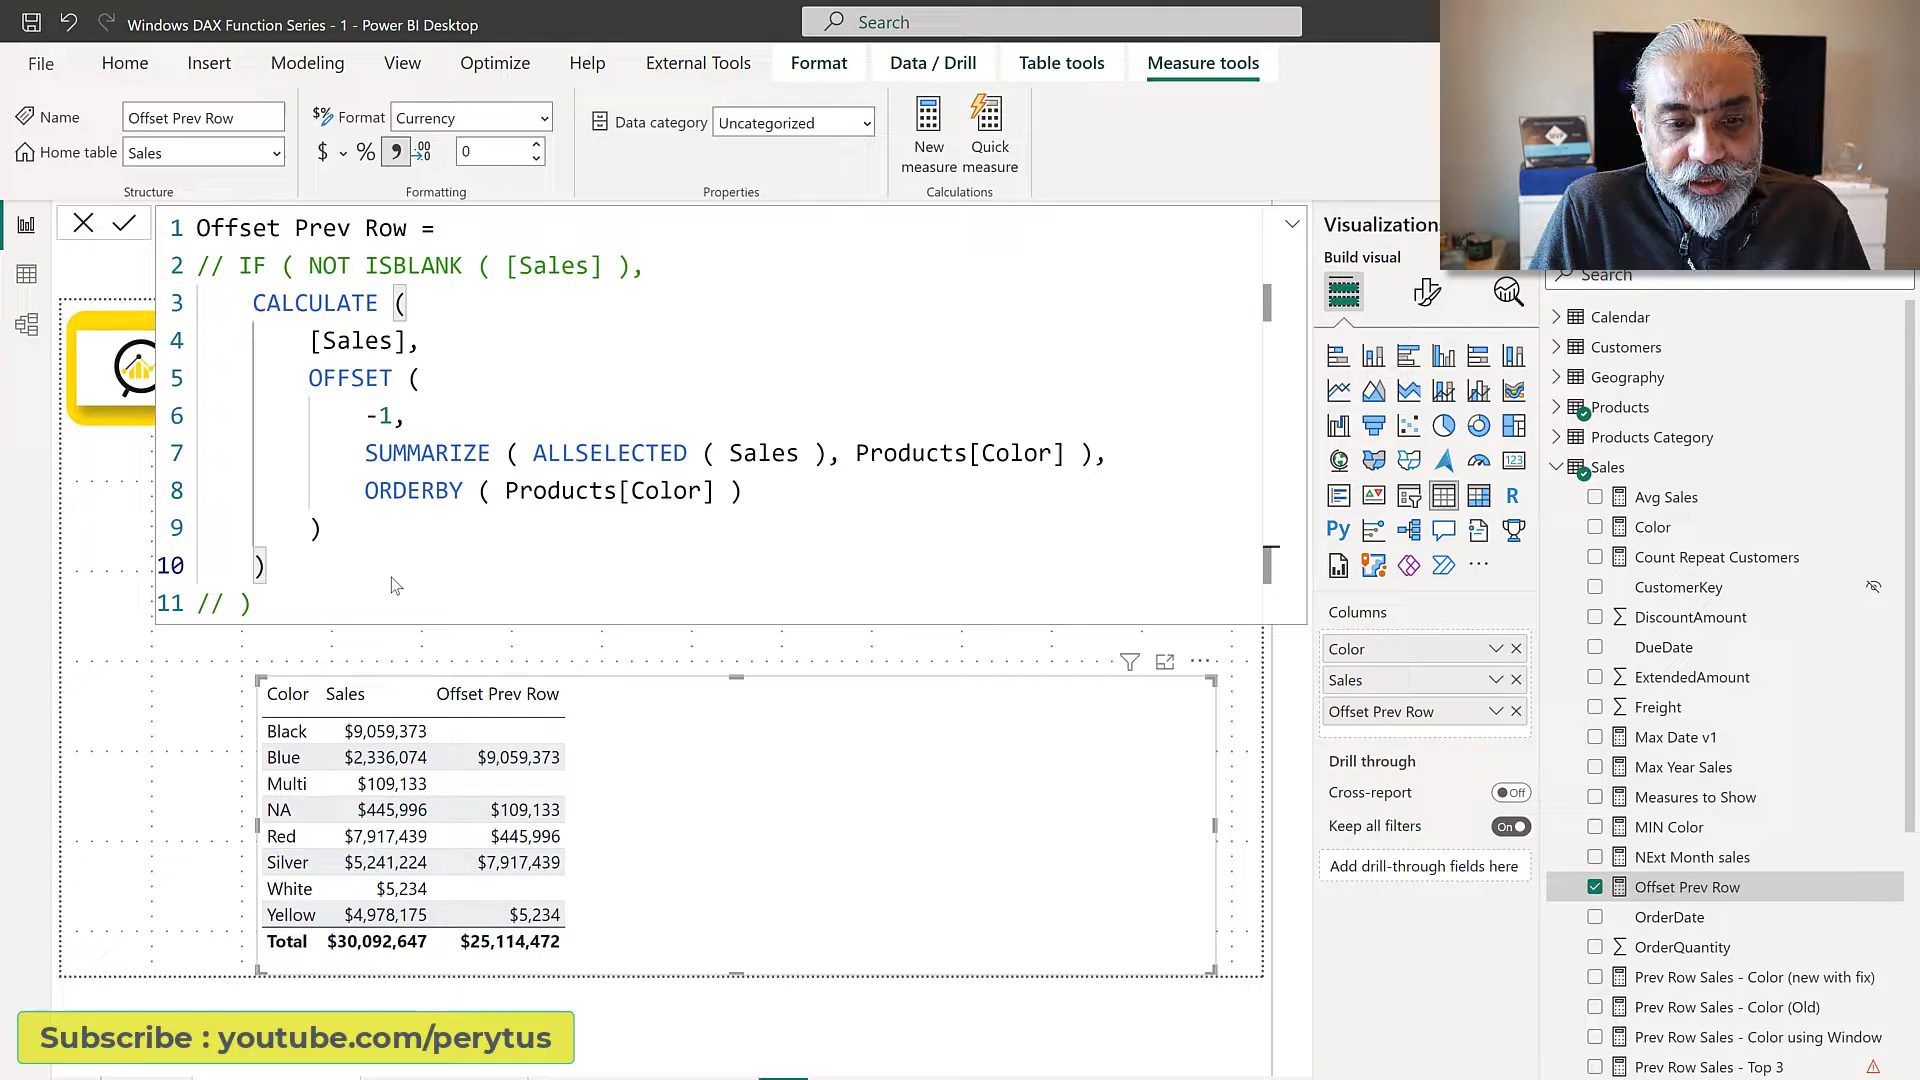 Windows DAX Function Series - 1 - Power BI Desktop
Search
File Home Insert Modeling View Optimize Help External Tools Format Data / Drill Table tools Measure tools
Name Offset Prev Row
Home table Sales
Structure
$% Format Currency
$ % 9 .00 →0 0
Formatting
Data category Uncategorized
Properties
New measure
Quick measure
Calculations
1 Offset Prev Row =
2 // IF ( NOT ISBLANK ( [Sales] ),
3 CALCULATE (
4 [Sales],
5 OFFSET (
6 -1,
7 SUMMARIZE ( ALLSELECTED ( Sales ), Products[Color] ),
8 ORDERBY ( Products[Color] )
9 )
10 )
11 // )
Color Sales Offset Prev Row
Black $9,059,373
Blue $2,336,074 $9,059,373
Multi $109,133
NA $445,996 $109,133
Red $7,917,439 $445,996
Silver $5,241,224 $7,917,439
White $5,234
Yellow $4,978,175 $5,234
Total $30,092,647 $25,114,472
Subscribe : youtube.com/perytus
Visualization
Build visual
123
R
Py
Columns
Color
Sales
Offset Prev Row
Drill through
Cross-report Off
Keep all filters On
Add drill-through fields here
Search
Calendar
Customers
Geography
Products
Products Category
Sales
Avg Sales
Color
Count Repeat Customers
CustomerKey
DiscountAmount
DueDate
ExtendedAmount
Freight
Max Date v1
Max Year Sales
Measures to Show
MIN Color
NExt Month sales
Offset Prev Row
OrderDate
OrderQuantity
Prev Row Sales - Color (new with fix)
Prev Row Sales - Color (Old)
Prev Row Sales - Color using Window
Prev Row Sales - Top 3